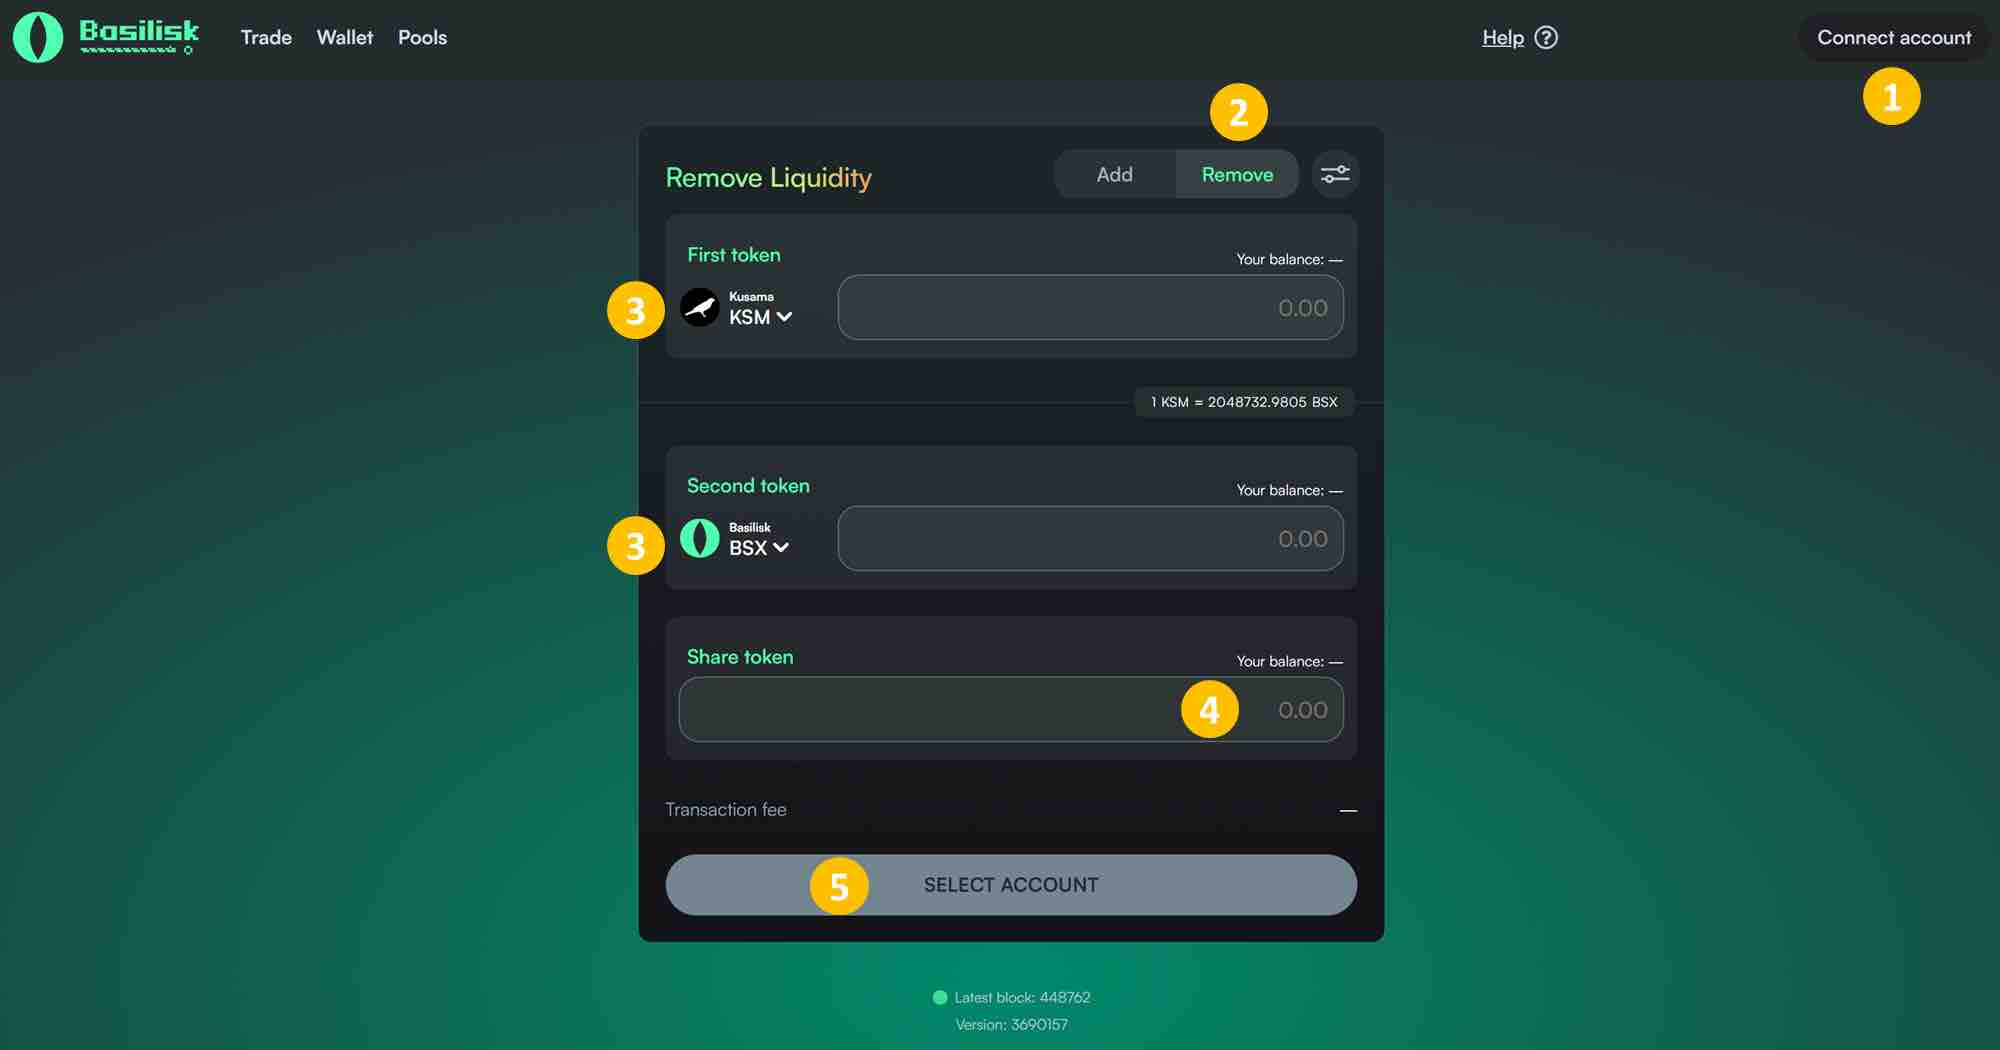 Basilisk
Trade Wallet Pools
Help ?
Connect account
1
2
Remove Liquidity
Add Remove
First token
Your balance: —
3
Kusama
KSM
0.00
1 KSM = 2048732.9805 BSX
Second token
Your balance: —
3
Basilisk
BSX
0.00
Share token
Your balance: —
4
0.00
Transaction fee —
5
SELECT ACCOUNT
Latest block: 448762
Version: 3690157